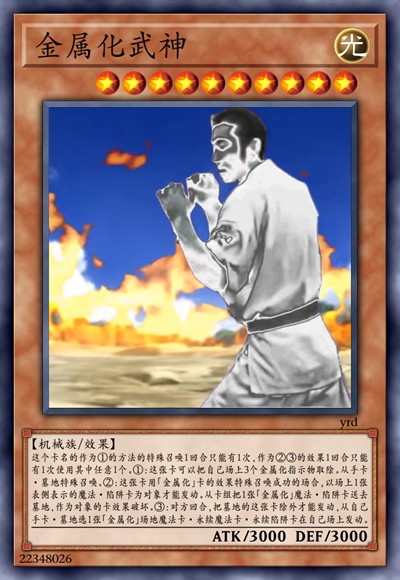 金属化武神
光
yrd
【机械族/效果】
这个卡名的作为①的方法的特殊召唤1回合只能有1次,作为②③的效果1回合只能
有1次使用其中任意1个。①:这张卡可以把自己场上3个金属化指示物取除。从手卡
·墓地特殊召唤。②:这张卡用「金属化」卡的效果特殊召唤成功的场合,以场上1张
表侧表示的魔法·陷阱卡为对象才能发动。从卡组把1张「金属化」魔法·陷阱卡送去
墓地,作为对象的卡效果破坏。③:对方回合,把墓地的这张卡除外才能发动,从自己
手卡·墓地选1张「金属化」场地魔法卡·永续魔法卡·永续陷阱卡在自己场上发动。
ATK/3000 DEF/3000
22348026